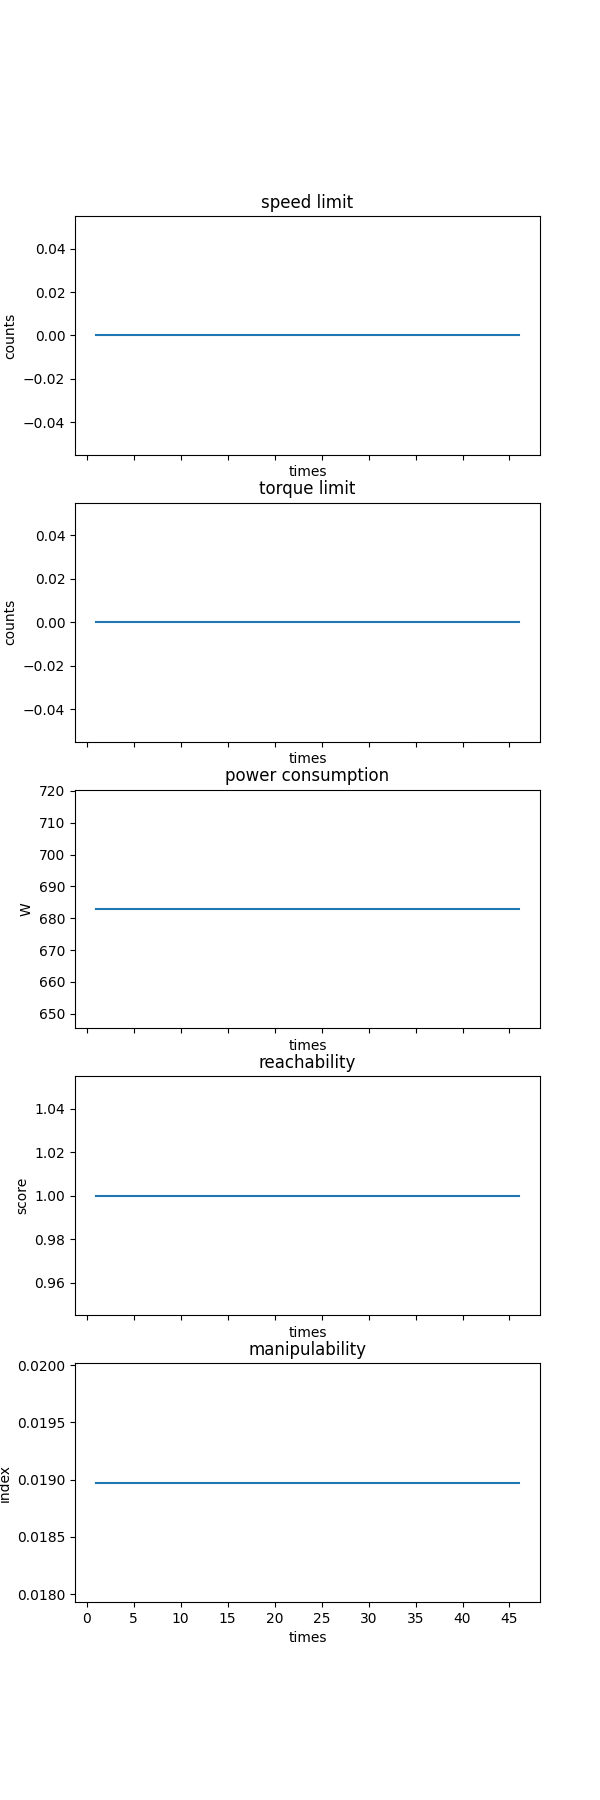 speed limit
0.04
0.02
0.00
−0.02
−0.04
counts
times
torque limit
0.04
0.02
0.00
−0.02
−0.04
counts
times
power consumption
720
710
700
690
680
670
660
650
W
times
reachability
1.04
1.02
1.00
0.98
0.96
score
times
manipulability
0.0200
0.0195
0.0190
0.0185
0.0180
index
0 5 10 15 20 25 30 35 40 45
times